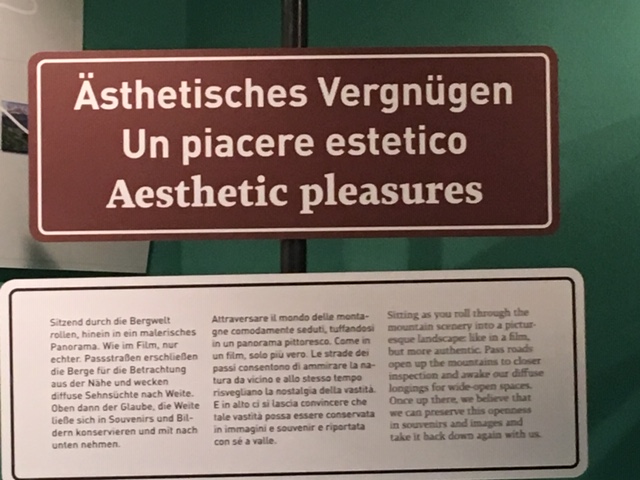 Ästhetisches Vergnügen
Un piacere estetico
Aesthetic pleasures
Sitzend durch die Bergwelt
rollen, hinein in ein malerisches
Panorama. Wie im Film, nur
echter. Passstraßen erschließen
die Berge für die Betrachtung
aus der Nähe und wecken
diffuse Sehnsüchte nach Weite.
Oben dann der Glaube, die Weite
ließe sich in Souvenirs und Bil-
dern konservieren und mit nach
unten nehmen.
Attraversare il mondo delle monta-
gne comodamente seduti, tuffandosi
in un panorama pittoresco. Come in
un film, solo più vero. Le strade dei
passi consentono di ammirare la na-
tura da vicino e allo stesso tempo
risvegliano la nostalgia della vastità.
E in alto ci si lascia convincere che
tale vastità possa essere conservata
in immagini e souvenir e riportata
con sé a valle.
Sitting as you roll through the
mountain scenery into a pictur-
esque landscape: like in a film,
but more authentic. Pass roads
open up the mountains to closer
inspection and awake our diffuse
longings for wide-open spaces.
Once up there, we believe that
we can preserve this openness
in souvenirs and images and
take it back down again with us.